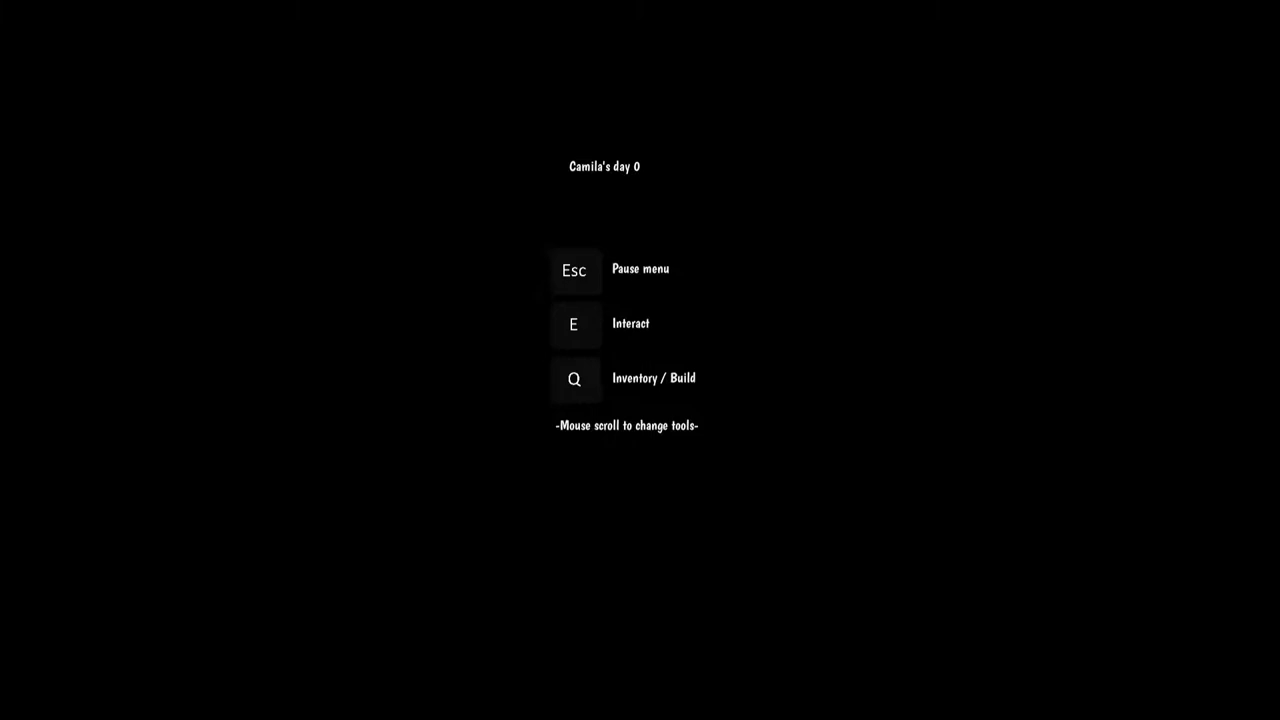 Camila's day 0
Esc Pause menu
E Interact
Q Inventory / Build
-Mouse scroll to change tools-